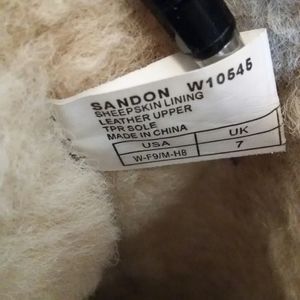 SANDON W10545
SHEEPSKIN LINING
LEATHER UPPER
TPR SOLE
MADE IN CHINA
USA UK
W-F9/M-H8 7